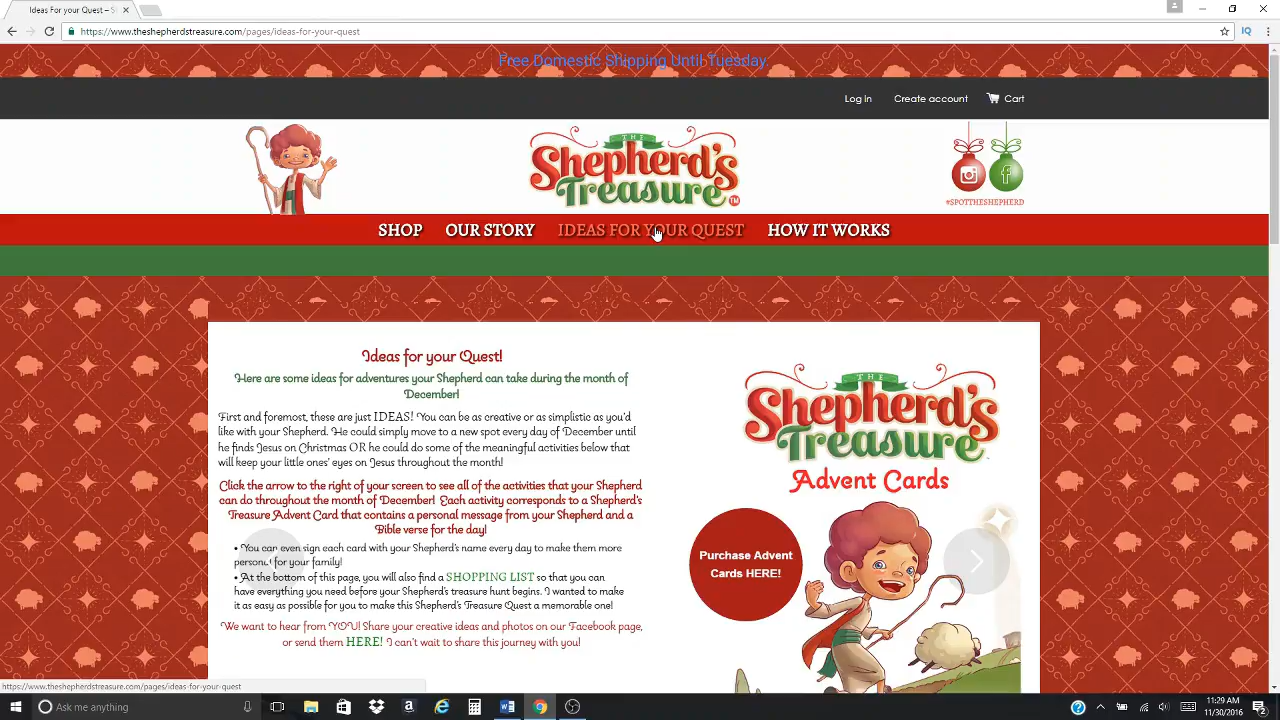 Ideas For your Quest – S
https://www.theshepherdstreasure.com/pages/ideas-for-your-quest
Free Domestic Shipping Until Tuesday.
Log in Create account Cart
THE
Shepherd's
Treasure TM
#SPOTTHESHEPHERD
SHOP OUR STORY IDEAS FOR YOUR QUEST HOW IT WORKS
Ideas for your Quest!
Here are some ideas for adventures your Shepherd can take during the month of
December!
First and foremost, these are just IDEAS! You can be as creative or as simplistic as you'd
like with your Shepherd. He could simply move to a new spot every day of December until
he finds Jesus on Christmas OR he could do some of the meaningful activities below that
will keep your little ones' eyes on Jesus throughout the month!
Click the arrow to the right of your screen to see all of the activities that your Shepherd
can do throughout the month of December! Each activity corresponds to a Shepherd's
Treasure Advent Card that contains a personal message from your Shepherd and a
Bible verse for the day!
• You can even sign each card with your Shepherd's name every day to make them more
personal for your family!
• At the bottom of this page, you will also find a SHOPPING LIST so that you can
have everything you need before your Shepherd's treasure hunt begins. I wanted to make
it as easy as possible for you to make this Shepherd's Treasure Quest a memorable one!
We want to hear from YOU! Share your creative ideas and photos on our Facebook page,
or send them HERE! I can't wait to share this journey with you!
THE
Shepherd's
Treasure
Advent Cards
Purchase Advent
Cards HERE!
https://www.theshepherdstreasure.com/pages/ideas-for-your-quest
Ask me anything
11:29 AM
11/30/2016